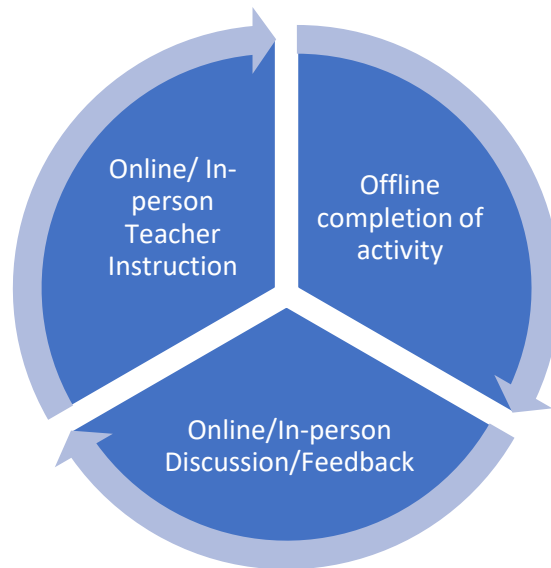 Online/ In-
person
Teacher
Instruction
Offline
completion of
activity
Online/In-person
Discussion/Feedback